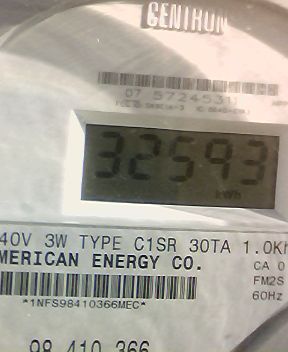 CENTRON
07 57245311
32593
kWh
40V 3W TYPE C1SR 30TA 1.0Kh
MERICAN ENERGY CO.
CA 0
FM2S
60Hz
*1NFS98410366MEC*
98 410 366